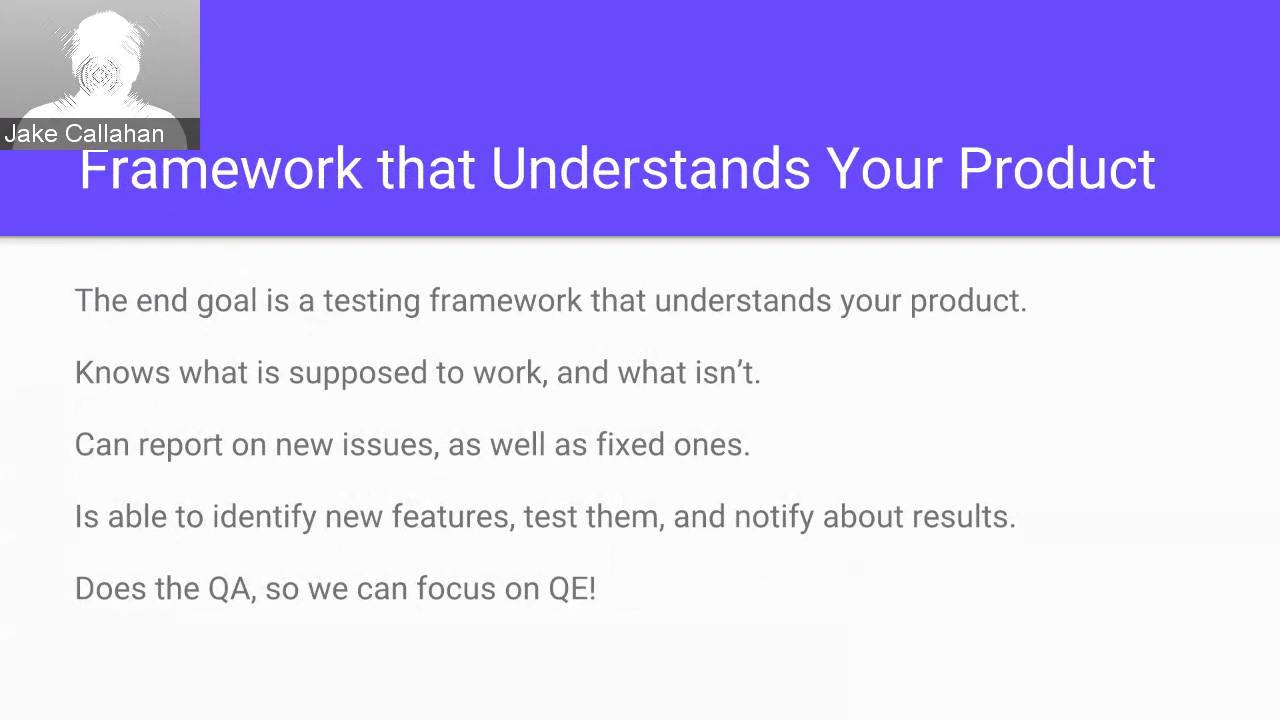 Jake Callahan
Framework that Understands Your Product
The end goal is a testing framework that understands your product.
Knows what is supposed to work, and what isn’t.
Can report on new issues, as well as fixed ones.
Is able to identify new features, test them, and notify about results.
Does the QA, so we can focus on QE!